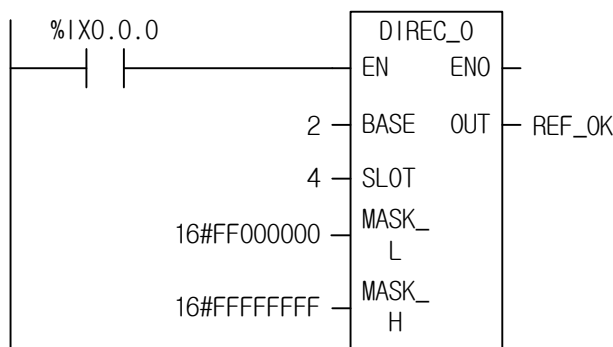 %IX0.0.0
DIREC_O
EN ENO
2 BASE OUT REF_OK
4 SLOT
16#FF000000 MASK_
L
16#FFFFFFFF MASK_
H